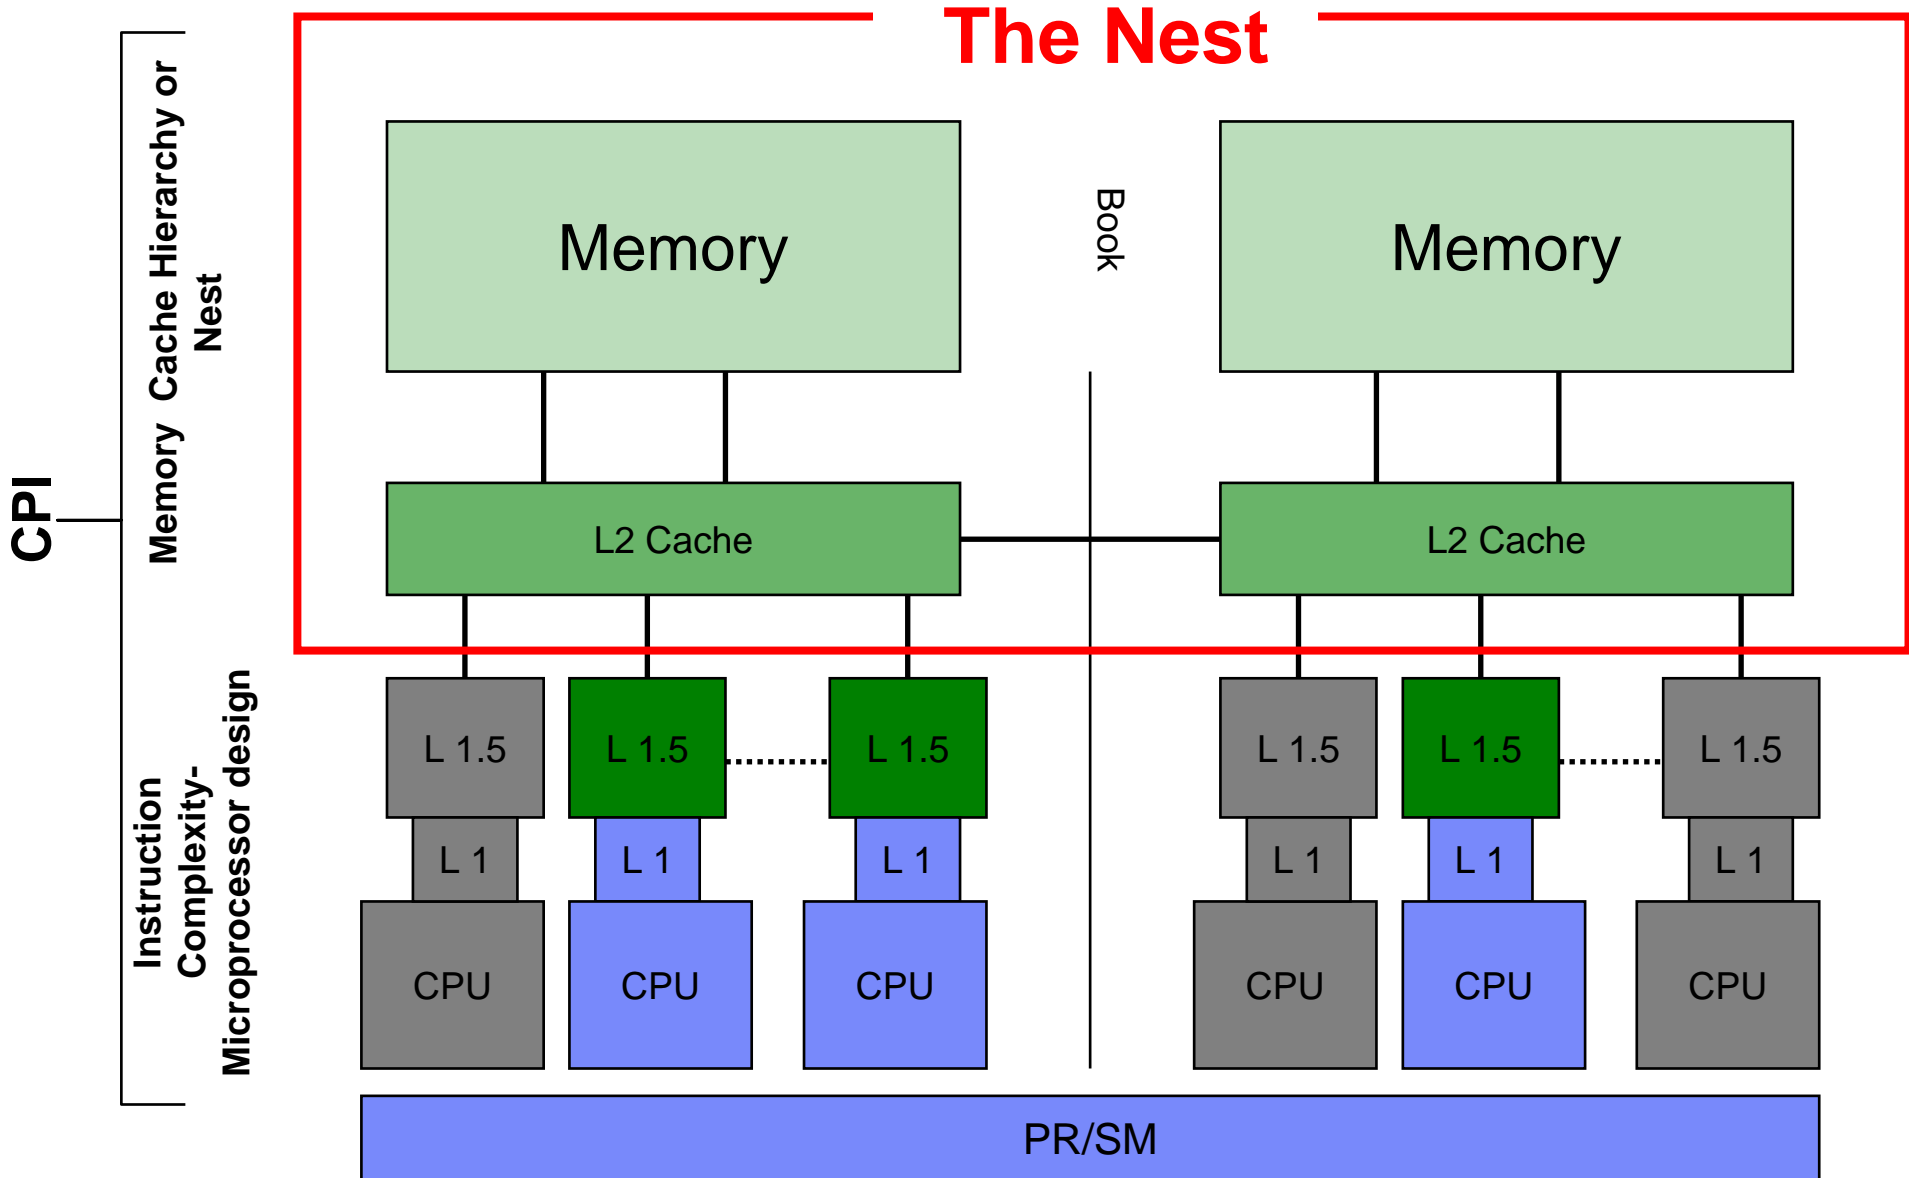 The Nest
CPI
Memory Cache Hierarchy or
Nest
Instruction
Complexity-
Microprocessor design
Memory
Book
Memory
L2 Cache
L2 Cache
L 1.5
L 1.5
L 1.5
L 1.5
L 1.5
L 1.5
L 1
L 1
L 1
L 1
L 1
L 1
CPU
CPU
CPU
CPU
CPU
CPU
PR/SM